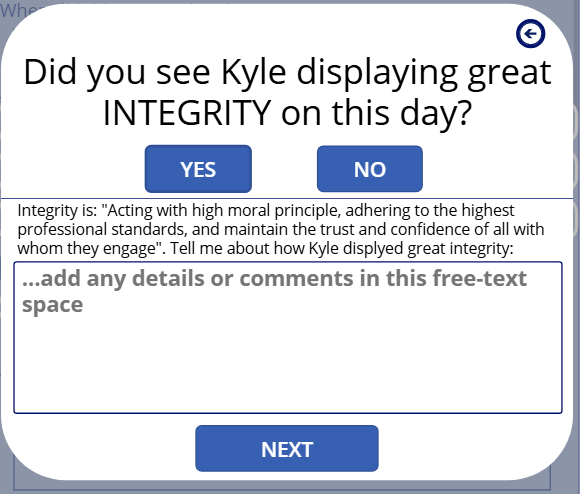 Did you see Kyle displaying great
INTEGRITY on this day?
YES
NO
Integrity is: "Acting with high moral principle, adhering to the highest
professional standards, and maintain the trust and confidence of all with
whom they engage". Tell me about how Kyle displyed great integrity:
...add any details or comments in this free-text
space
NEXT